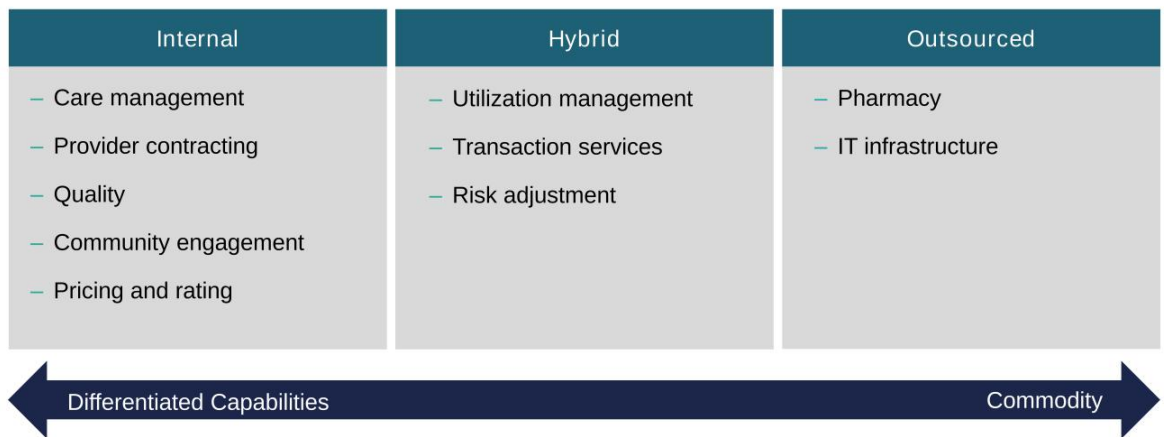 Internal
– Care management
– Provider contracting
– Quality
– Community engagement
– Pricing and rating
Hybrid
– Utilization management
– Transaction services
– Risk adjustment
Outsourced
– Pharmacy
– IT infrastructure
Differentiated Capabilities
Commodity